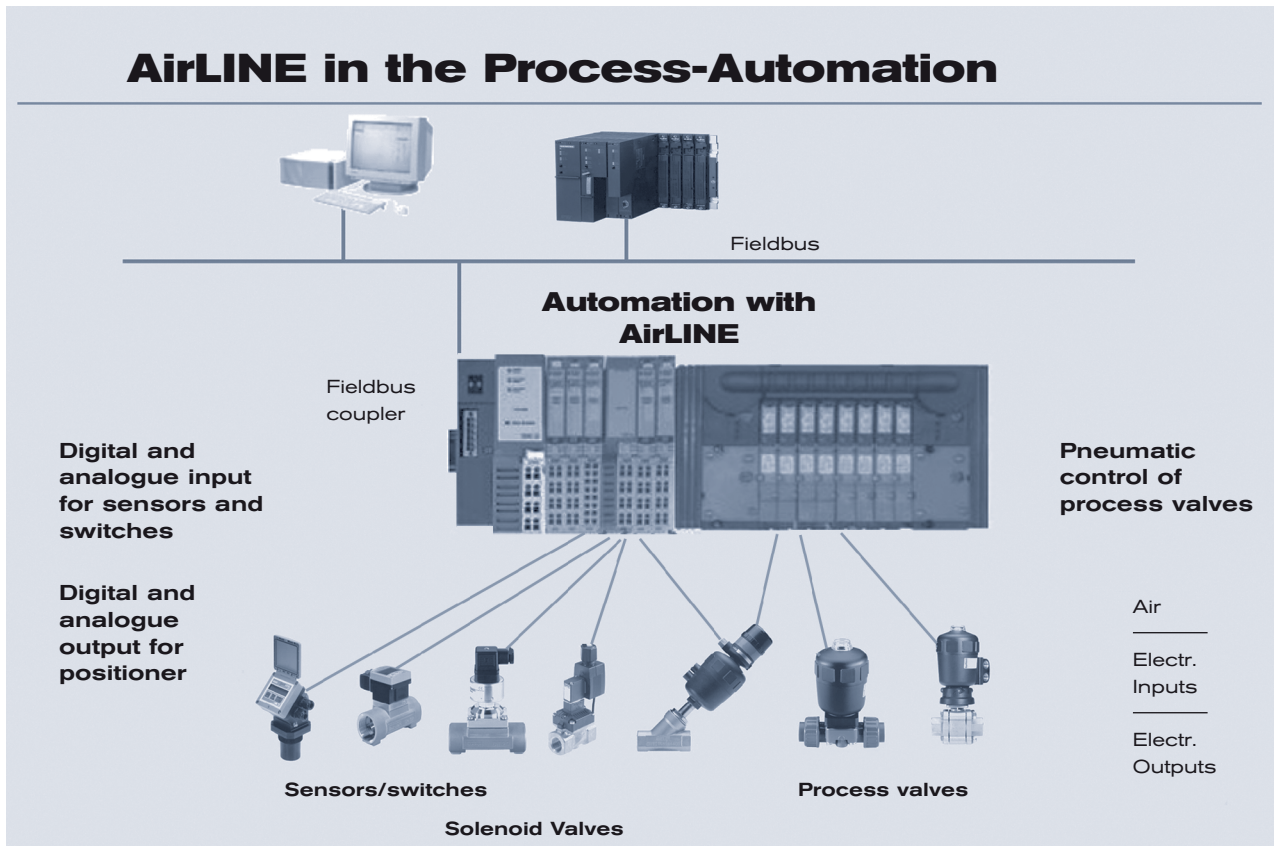 AirLINE in the Process-Automation
Fieldbus
Automation with
AirLINE
Fieldbus
coupler
Digital and
analogue input
for sensors and
switches
Pneumatic
control of
process valves
Digital and
analogue
output for
positioner
Air
Electr.
Inputs
Electr.
Outputs
Sensors/switches
Process valves
Solenoid Valves